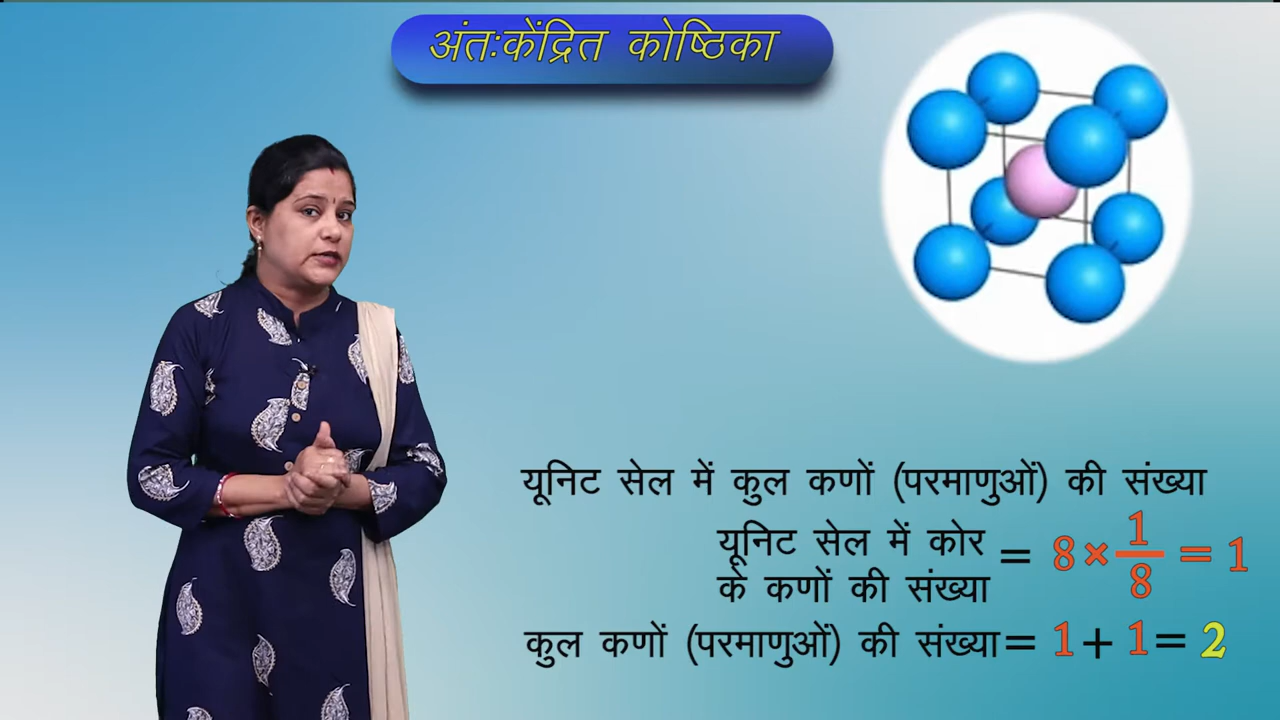 अंतःकेंद्रित कोष्ठिका
यूनिट सेल में कुल कणों (परमाणुओं) की संख्या
यूनिट सेल में कोर
के कणों की संख्या = 8 × 1/8 = 1
कुल कणों (परमाणुओं) की संख्या = 1 + 1 = 2